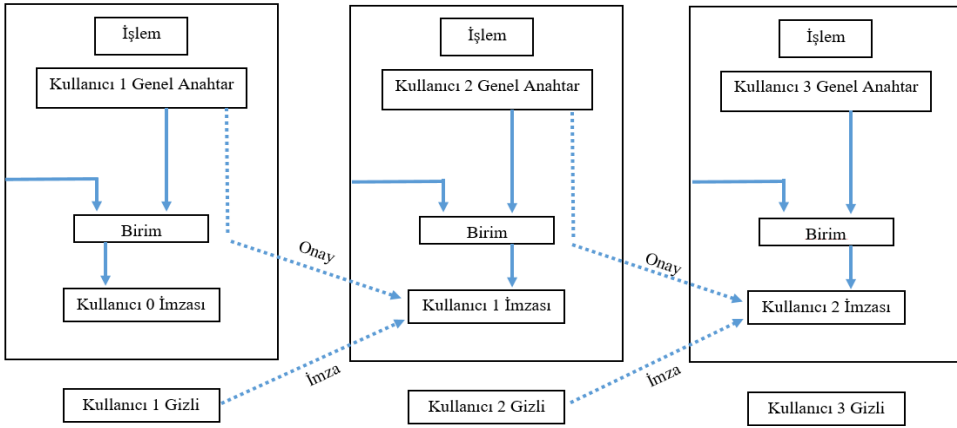 İşlem
Kullanıcı 1 Genel Anahtar
Birim
Kullanıcı 0 İmzası
Kullanıcı 1 Gizli
Onay
İmza
İşlem
Kullanıcı 2 Genel Anahtar
Birim
Kullanıcı 1 İmzası
Kullanıcı 2 Gizli
Onay
İmza
İşlem
Kullanıcı 3 Genel Anahtar
Birim
Kullanıcı 2 İmzası
Kullanıcı 3 Gizli